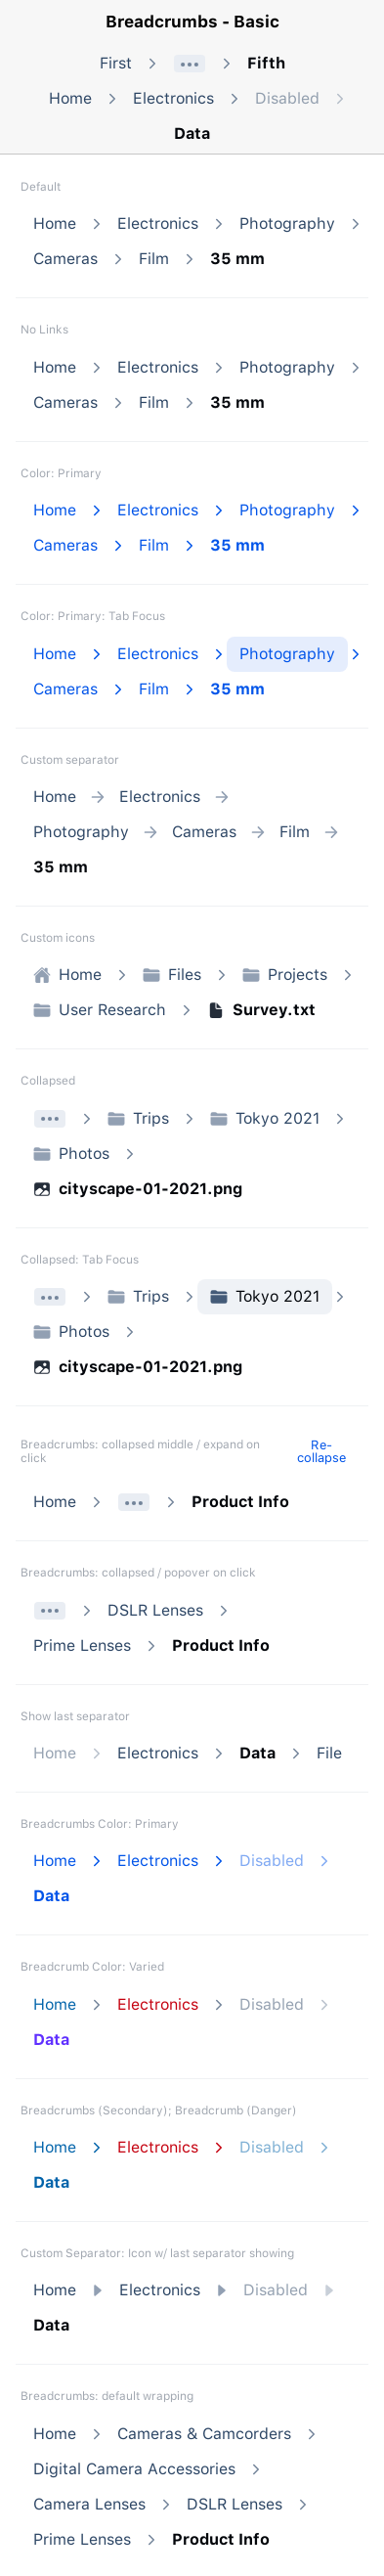 Breadcrumbs - Basic
First > ••• > Fifth
Home > Electronics > Disabled >
Data
Default
Home > Electronics > Photography >
Cameras > Film > 35 mm
No Links
Home > Electronics > Photography >
Cameras > Film > 35 mm
Color: Primary
Home > Electronics > Photography >
Cameras > Film > 35 mm
Color: Primary: Tab Focus
Home > Electronics > Photography >
Cameras > Film > 35 mm
Custom separator
Home → Electronics →
Photography → Cameras → Film →
35 mm
Custom icons
Home > Files > Projects >
User Research > Survey.txt
Collapsed
••• > Trips > Tokyo 2021 >
Photos >
cityscape-01-2021.png
Collapsed: Tab Focus
••• > Trips > Tokyo 2021 >
Photos >
cityscape-01-2021.png
Breadcrumbs: collapsed middle / expand on
click
Re-
collapse
Home > ••• > Product Info
Breadcrumbs: collapsed / popover on click
••• > DSLR Lenses >
Prime Lenses > Product Info
Show last separator
Home > Electronics > Data > File
Breadcrumbs Color: Primary
Home > Electronics > Disabled >
Data
Breadcrumb Color: Varied
Home > Electronics > Disabled >
Data
Breadcrumbs (Secondary); Breadcrumb (Danger)
Home > Electronics > Disabled >
Data
Custom Separator: Icon w/ last separator showing
Home Electronics Disabled
Data
Breadcrumbs: default wrapping
Home > Cameras & Camcorders >
Digital Camera Accessories >
Camera Lenses > DSLR Lenses >
Prime Lenses > Product Info